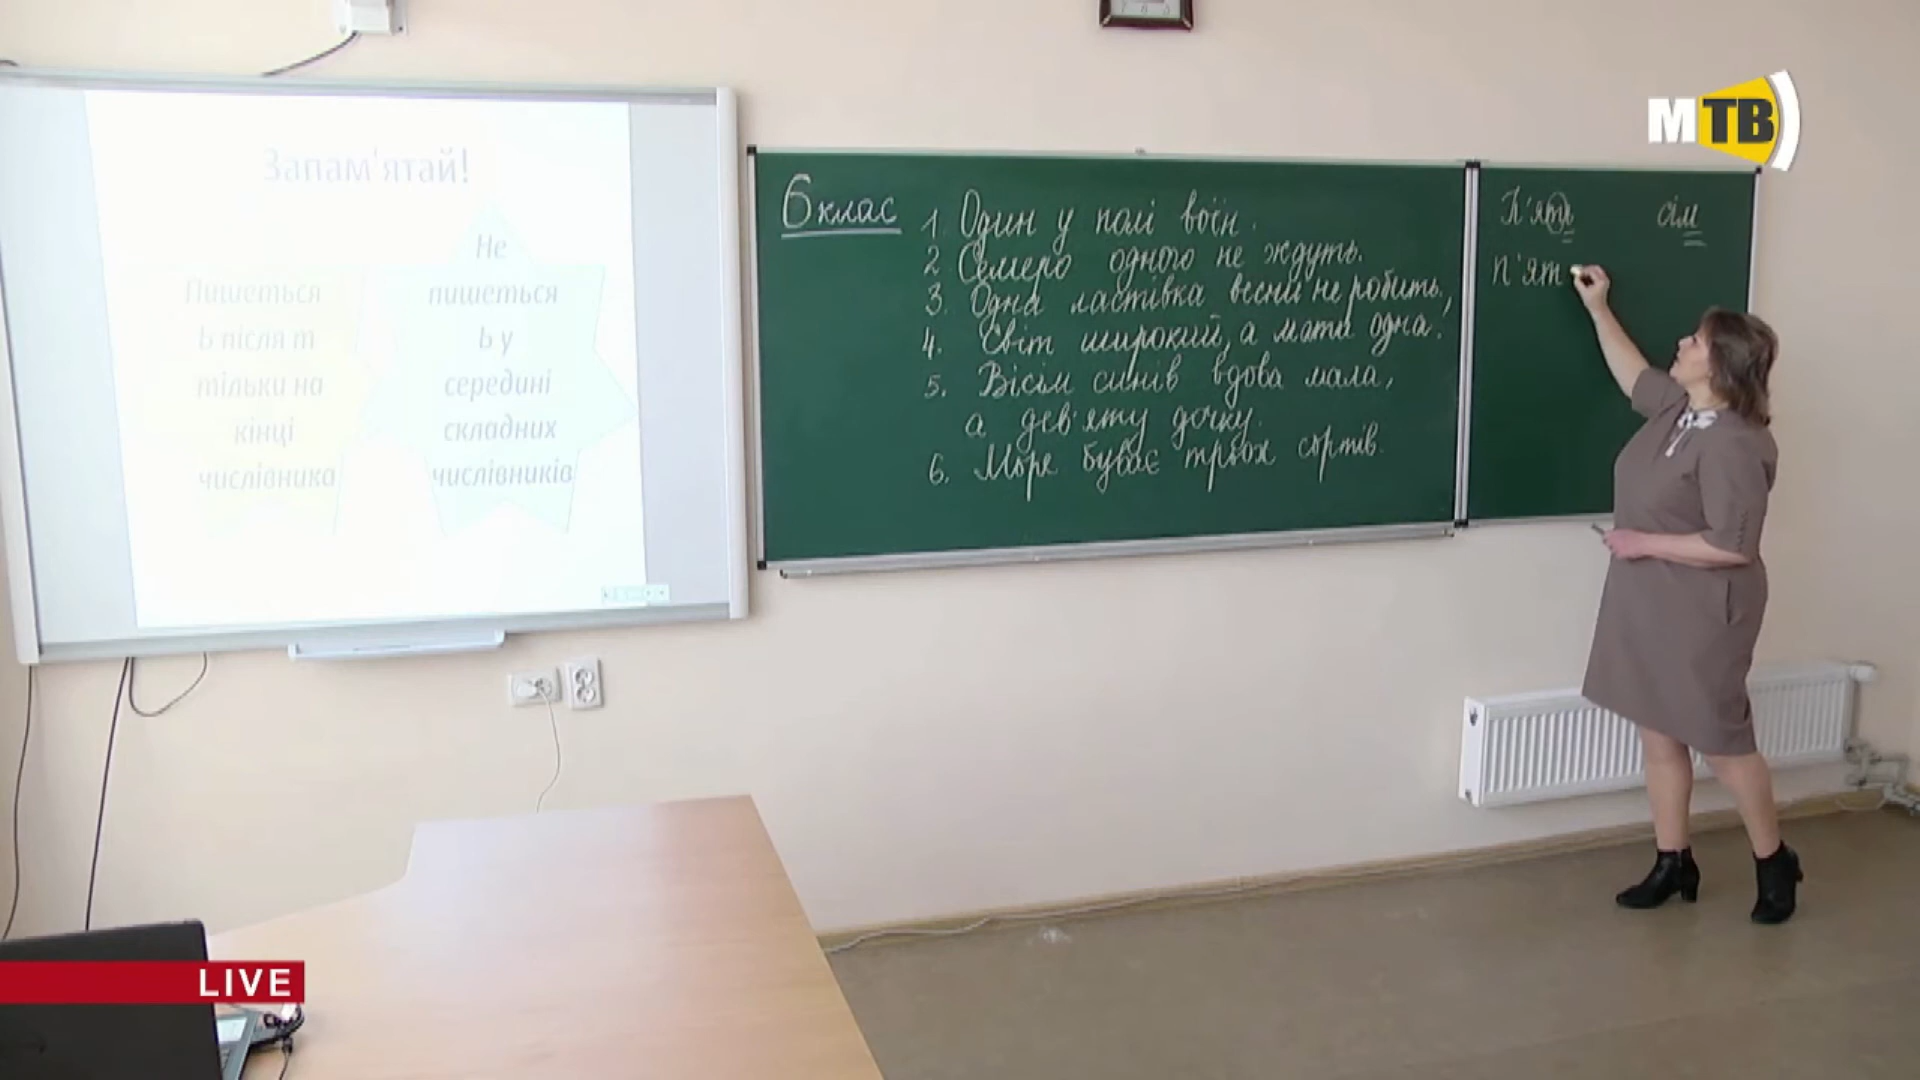 Запам'ятай!
Пишеться
Ь після т
тільки на
кінці
числівника
Не
пишеться
Ь у
середині
складних
числівників
6 клас
1. Один у полі воїн.
2 Семеро одного не ждуть.
3. Одна ластівка весни не робить,
4. Світ широкий, а мати одна.
5. Вісім синів вдова мала,
а дев'яту дочку.
6. Море буває трьох сортів.
П'ять сім
п'ят
МТВ
LIVE